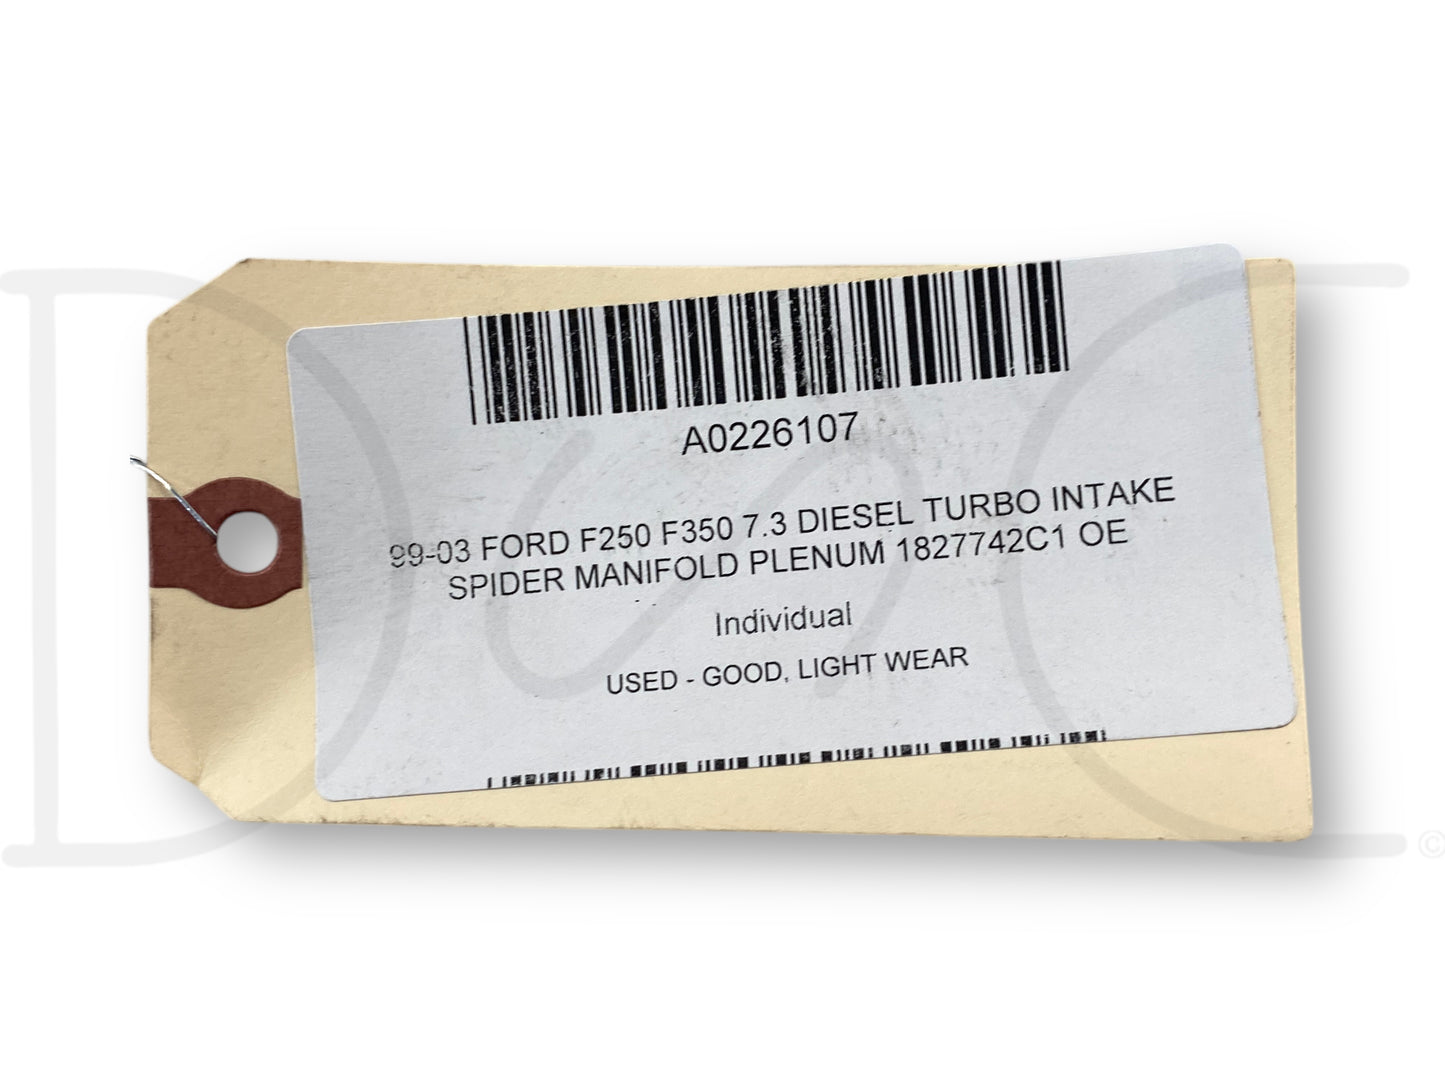 A0226107
99-03 FORD F250 F350 7.3 DIESEL TURBO INTAKE
SPIDER MANIFOLD PLENUM 1827742C1 OE
Individual
USED - GOOD, LIGHT WEAR
©